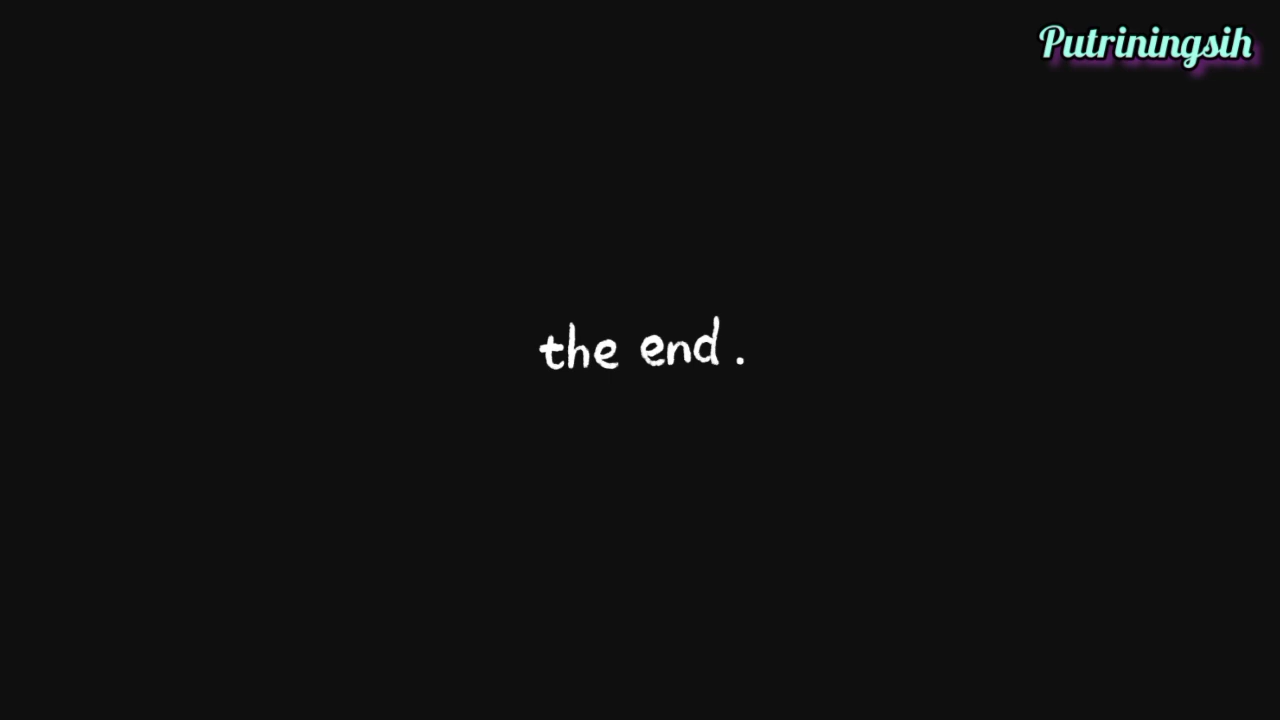 Putriningsih
the end .